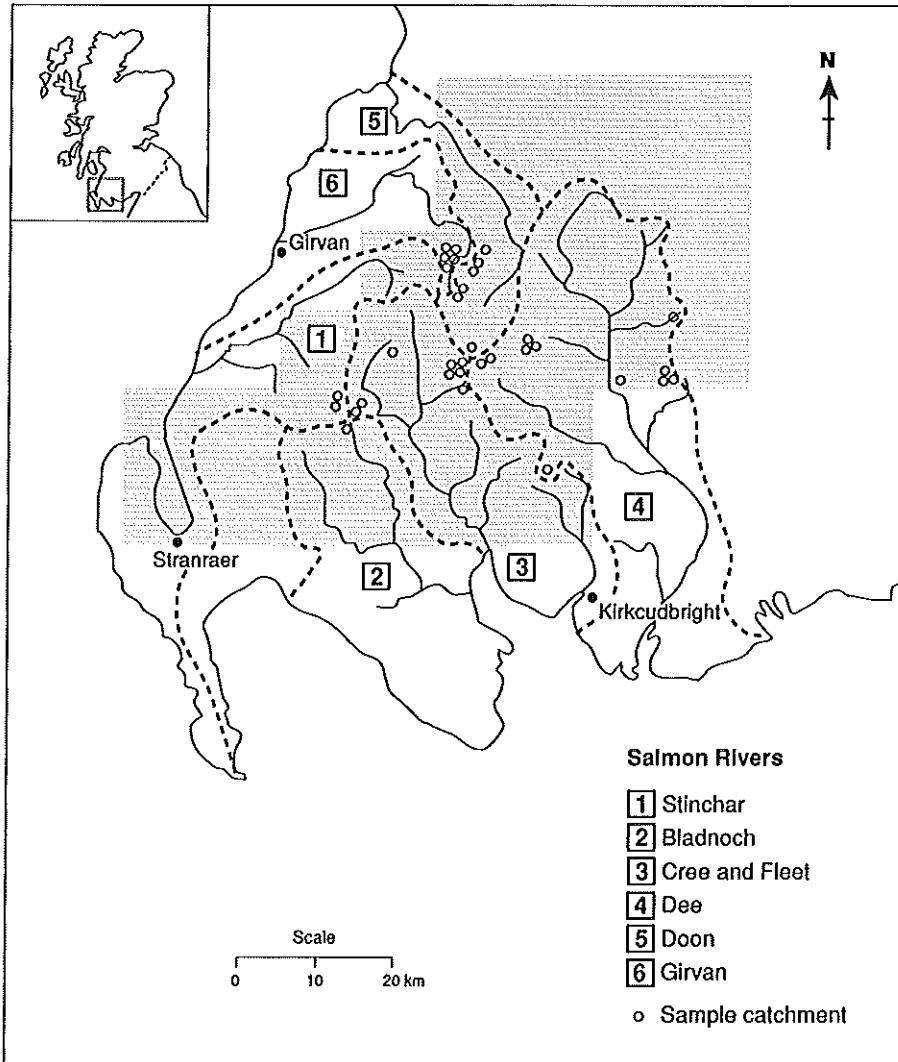 N
5
6
Girvan
1
4
Stranraer
3
2
Kirkcudbright
Salmon Rivers
1 Stinchar
2 Bladnoch
3 Cree and Fleet
4 Dee
5 Doon
6 Girvan
Sample catchment
Scale
0 10 20 km